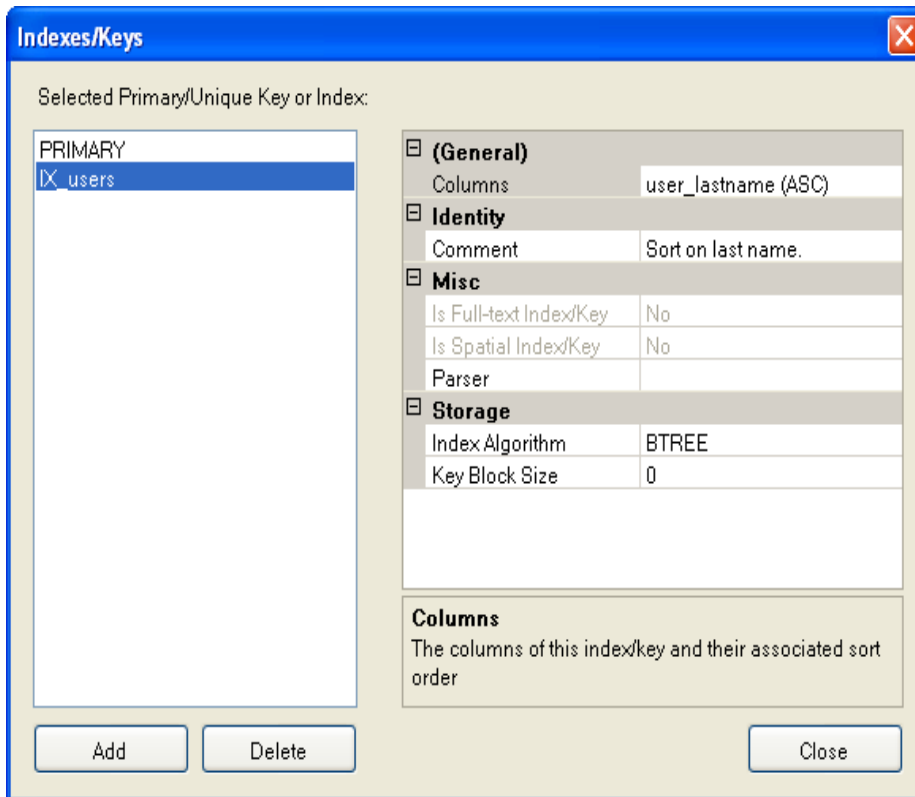 Indexes/Keys
Selected Primary/Unique Key or Index:
PRIMARY
IX_users
(General)
Columns user_lastname (ASC)
Identity
Comment Sort on last name.
Misc
Is Full-text Index/Key No
Is Spatial Index/Key No
Parser
Storage
Index Algorithm BTREE
Key Block Size 0
Columns
The columns of this index/key and their associated sort
order
Add Delete Close